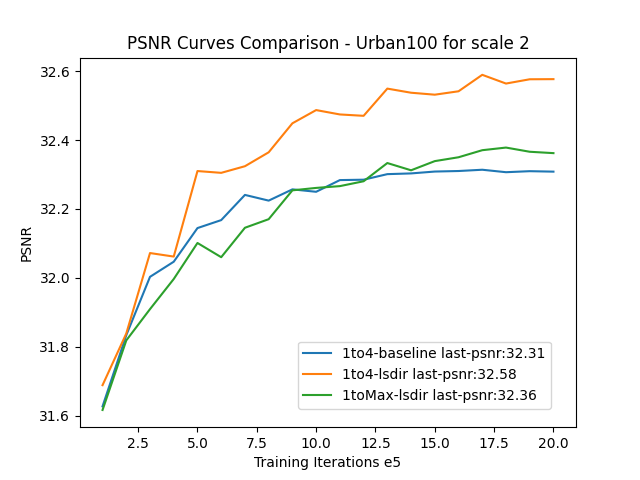 PSNR Curves Comparison - Urban100 for scale 2
32.6
32.4
32.2
32.0
31.8
31.6
PSNR
1to4-baseline last-psnr:32.31
1to4-lsdir last-psnr:32.58
1toMax-lsdir last-psnr:32.36
2.5 5.0 7.5 10.0 12.5 15.0 17.5 20.0
Training Iterations e5